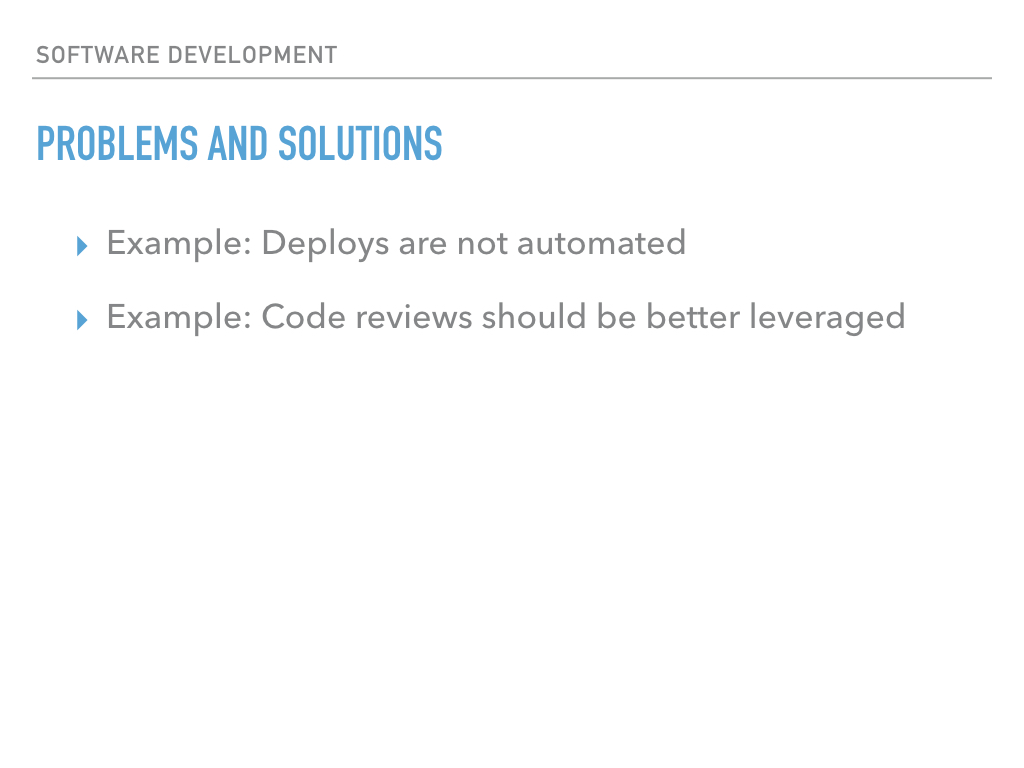 SOFTWARE DEVELOPMENT
PROBLEMS AND SOLUTIONS
Example: Deploys are not automated
Example: Code reviews should be better leveraged